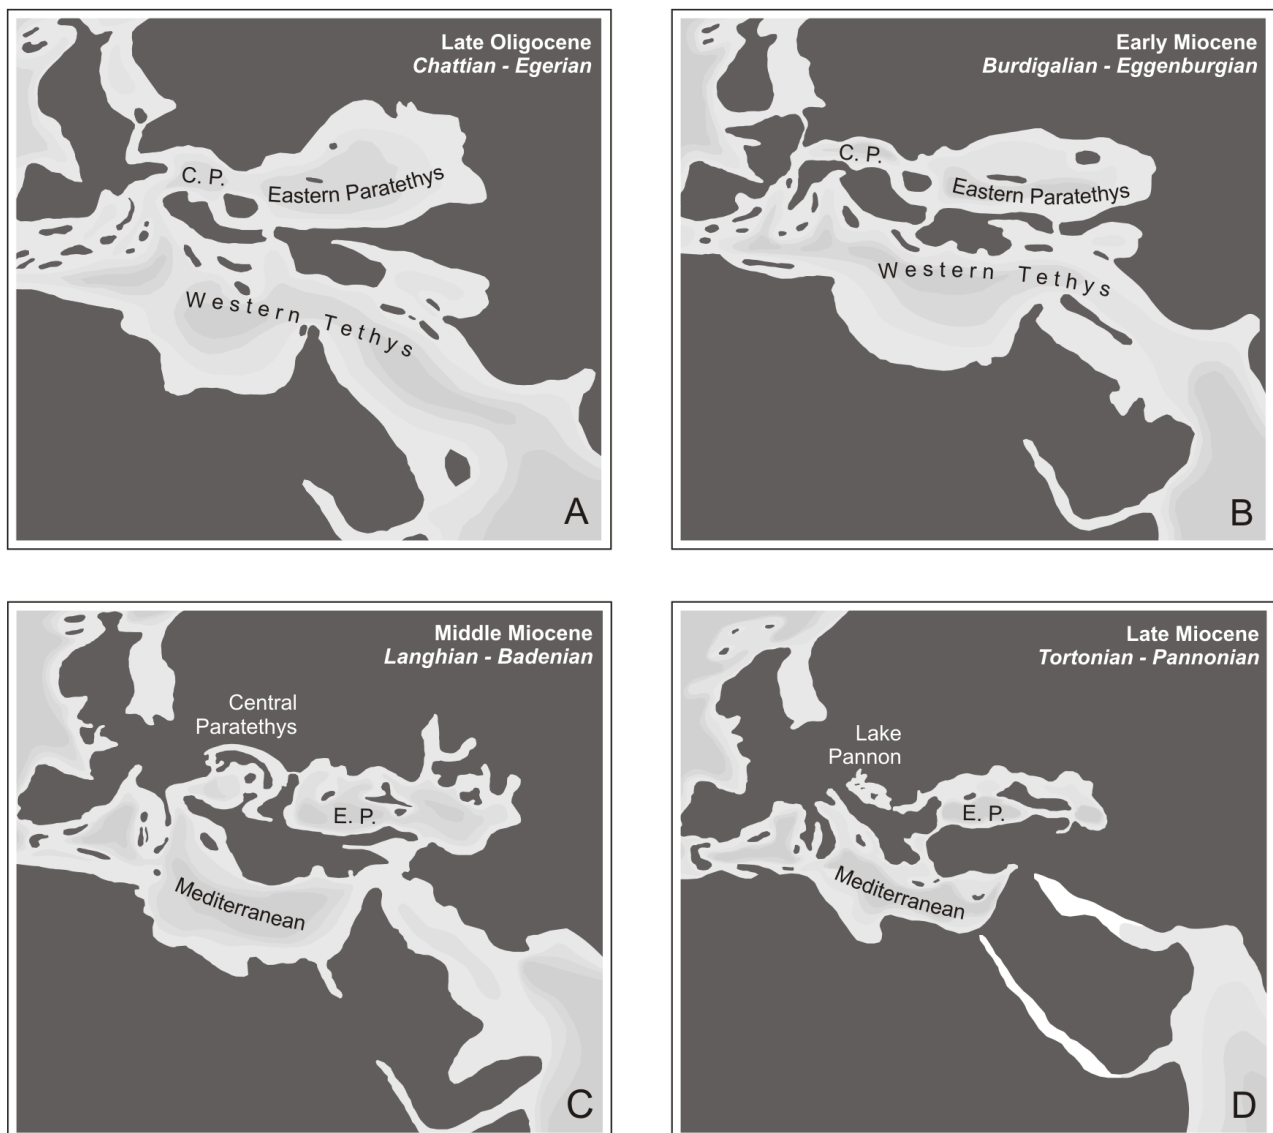 Late Oligocene
Chattian - Egerian
C. P.
Eastern Paratethys
Western Tethys
A
Early Miocene
Burdigalian - Eggenburgian
C. P.
Eastern Paratethys
Western Tethys
B
Middle Miocene
Langhian - Badenian
Central
Paratethys
E. P.
Mediterranean
C
Late Miocene
Tortonian - Pannonian
Lake
Pannon
E. P.
Mediterranean
D